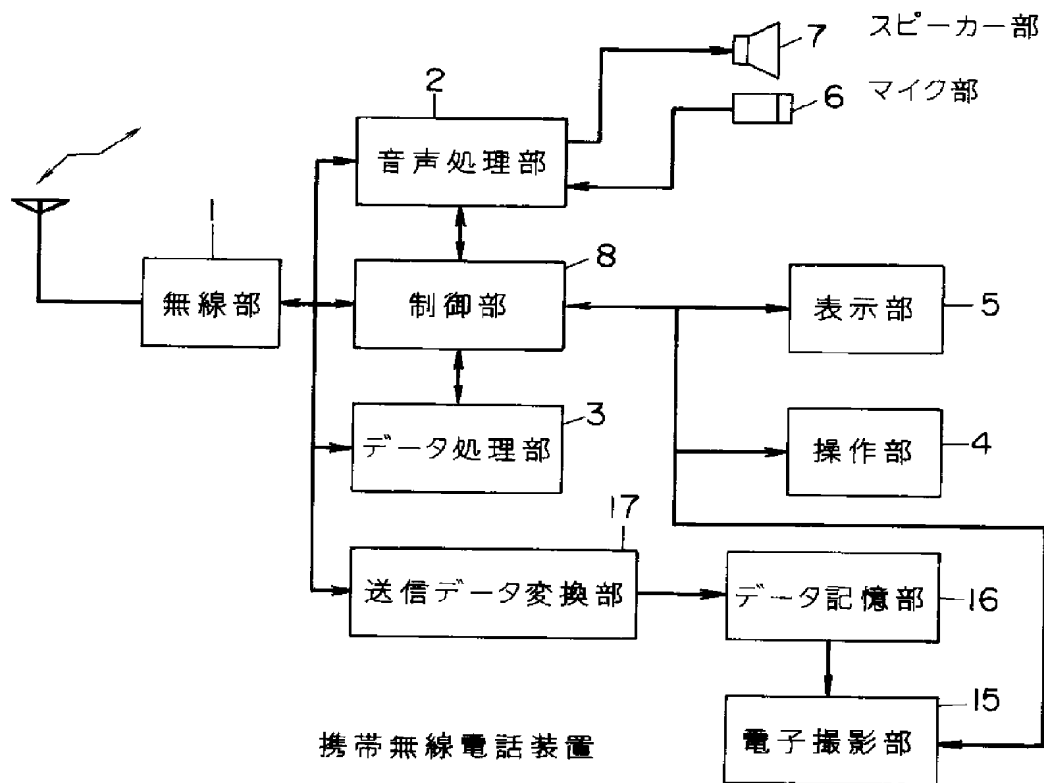 7 スピーカー部
6 マイク部
2
音声処理部
1
無線部
8
制御部
表示部 5
3
データ処理部
操作部 4
17
送信データ変換部
データ記憶部 16
15
電子撮影部
携帯無線電話装置